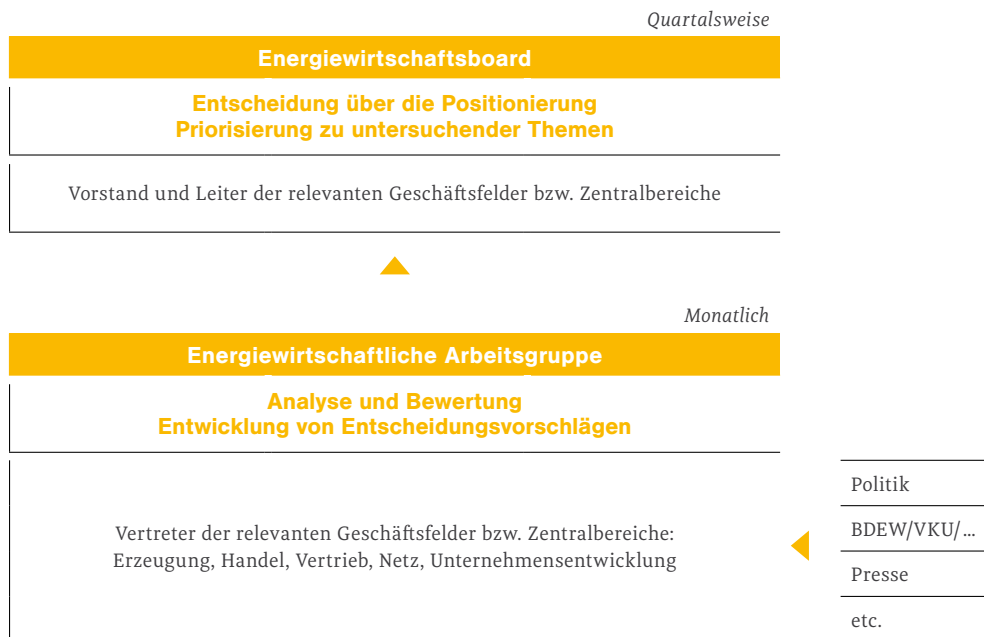 Quartalsweise
Energiewirtschaftsboard
Entscheidung über die Positionierung
Priorisierung zu untersuchender Themen
Vorstand und Leiter der relevanten Geschäftsfelder bzw. Zentralbereiche
Monatlich
Energiewirtschaftliche Arbeitsgruppe
Analyse und Bewertung
Entwicklung von Entscheidungsvorschlägen
Vertreter der relevanten Geschäftsfelder bzw. Zentralbereiche:
Erzeugung, Handel, Vertrieb, Netz, Unternehmensentwicklung
Politik
BDEW/VKU/...
Presse
etc.